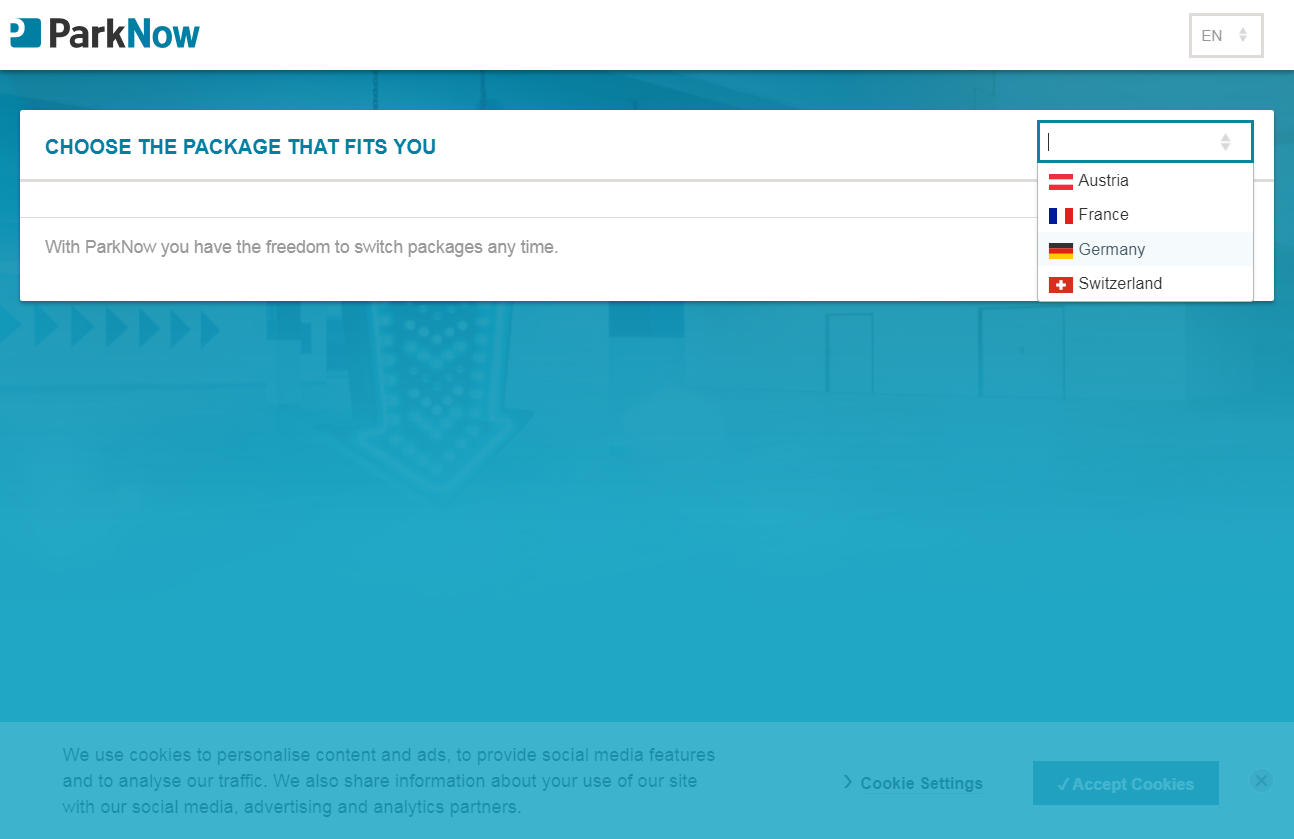 ParkNow
EN
CHOOSE THE PACKAGE THAT FITS YOU
Austria
France
Germany
Switzerland
With ParkNow you have the freedom to switch packages any time.
We use cookies to personalise content and ads, to provide social media features
and to analyse our traffic. We also share information about your use of our site
with our social media, advertising and analytics partners.
Cookie Settings
✓ Accept Cookies